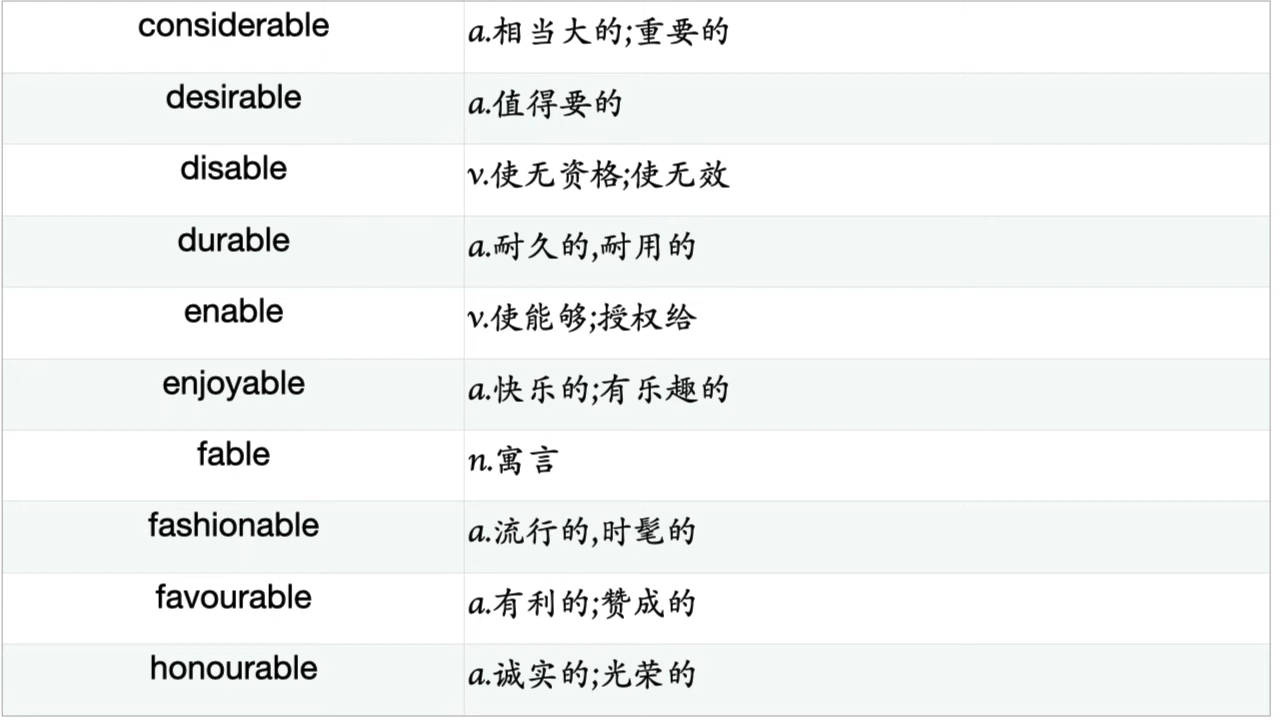 considerable a.相当大的;重要的
desirable a.值得要的
disable v.使无资格;使无效
durable a.耐久的,耐用的
enable v.使能够;授权给
enjoyable a.快乐的;有乐趣的
fable n.寓言
fashionable a.流行的,时髦的
favourable a.有利的;赞成的
honourable a.诚实的;光荣的